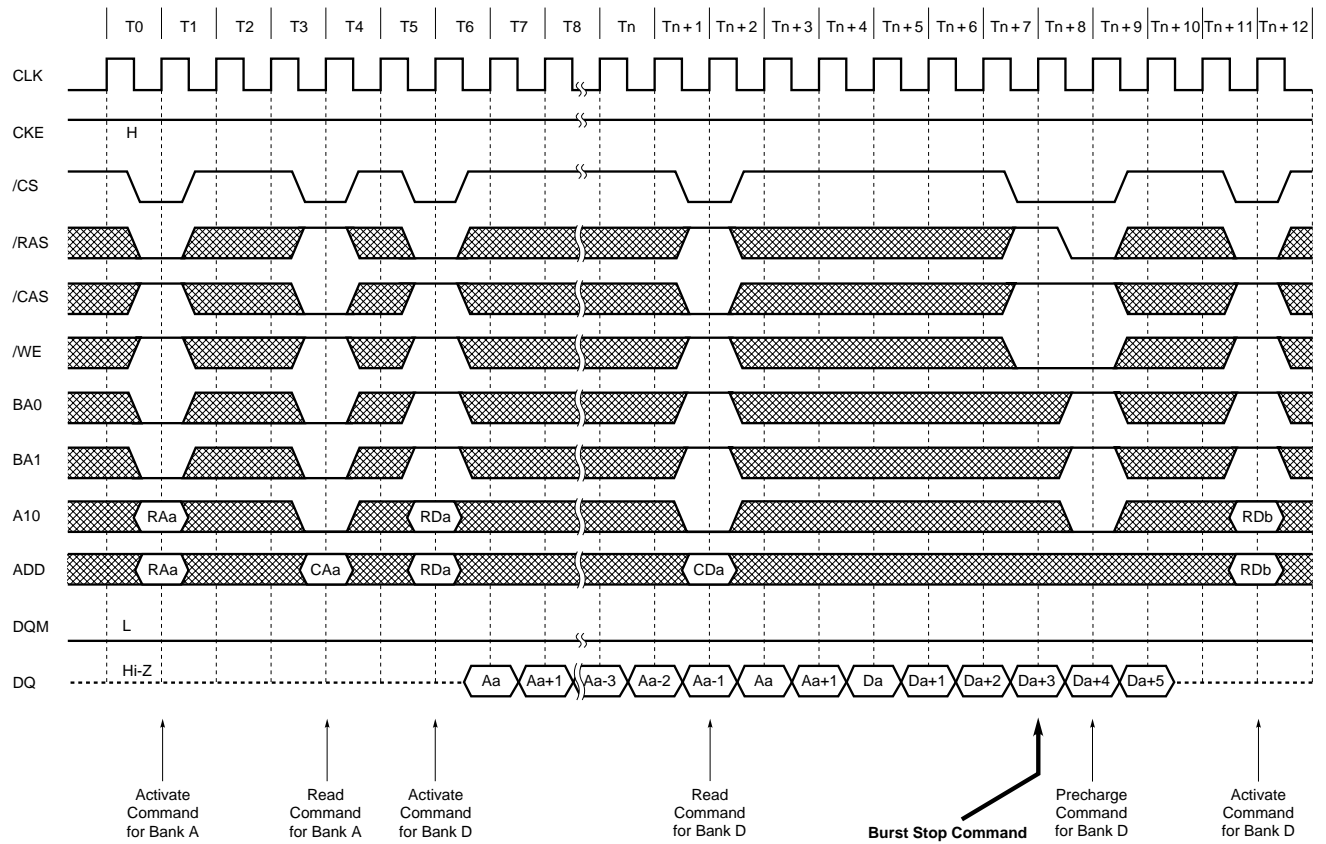 T0 T1 T2 T3 T4 T5 T6 T7 T8 Tn Tn+1 Tn+2 Tn+3 Tn+4 Tn+5 Tn+6 Tn+7 Tn+8 Tn+9 Tn+10 Tn+11 Tn+12
CLK
CKE H
/CS
/RAS
/CAS
/WE
BA0
BA1
A10 RAa RDa RDb
ADD RAa CAa RDa CDa RDb
DQM L
DQ Hi-Z Aa Aa+1 Aa-3 Aa-2 Aa-1 Aa Aa+1 Da Da+1 Da+2 Da+3 Da+4 Da+5
Activate
Command
for Bank A
Read
Command
for Bank A
Activate
Command
for Bank D
Read
Command
for Bank D
Burst Stop Command
Precharge
Command
for Bank D
Activate
Command
for Bank D